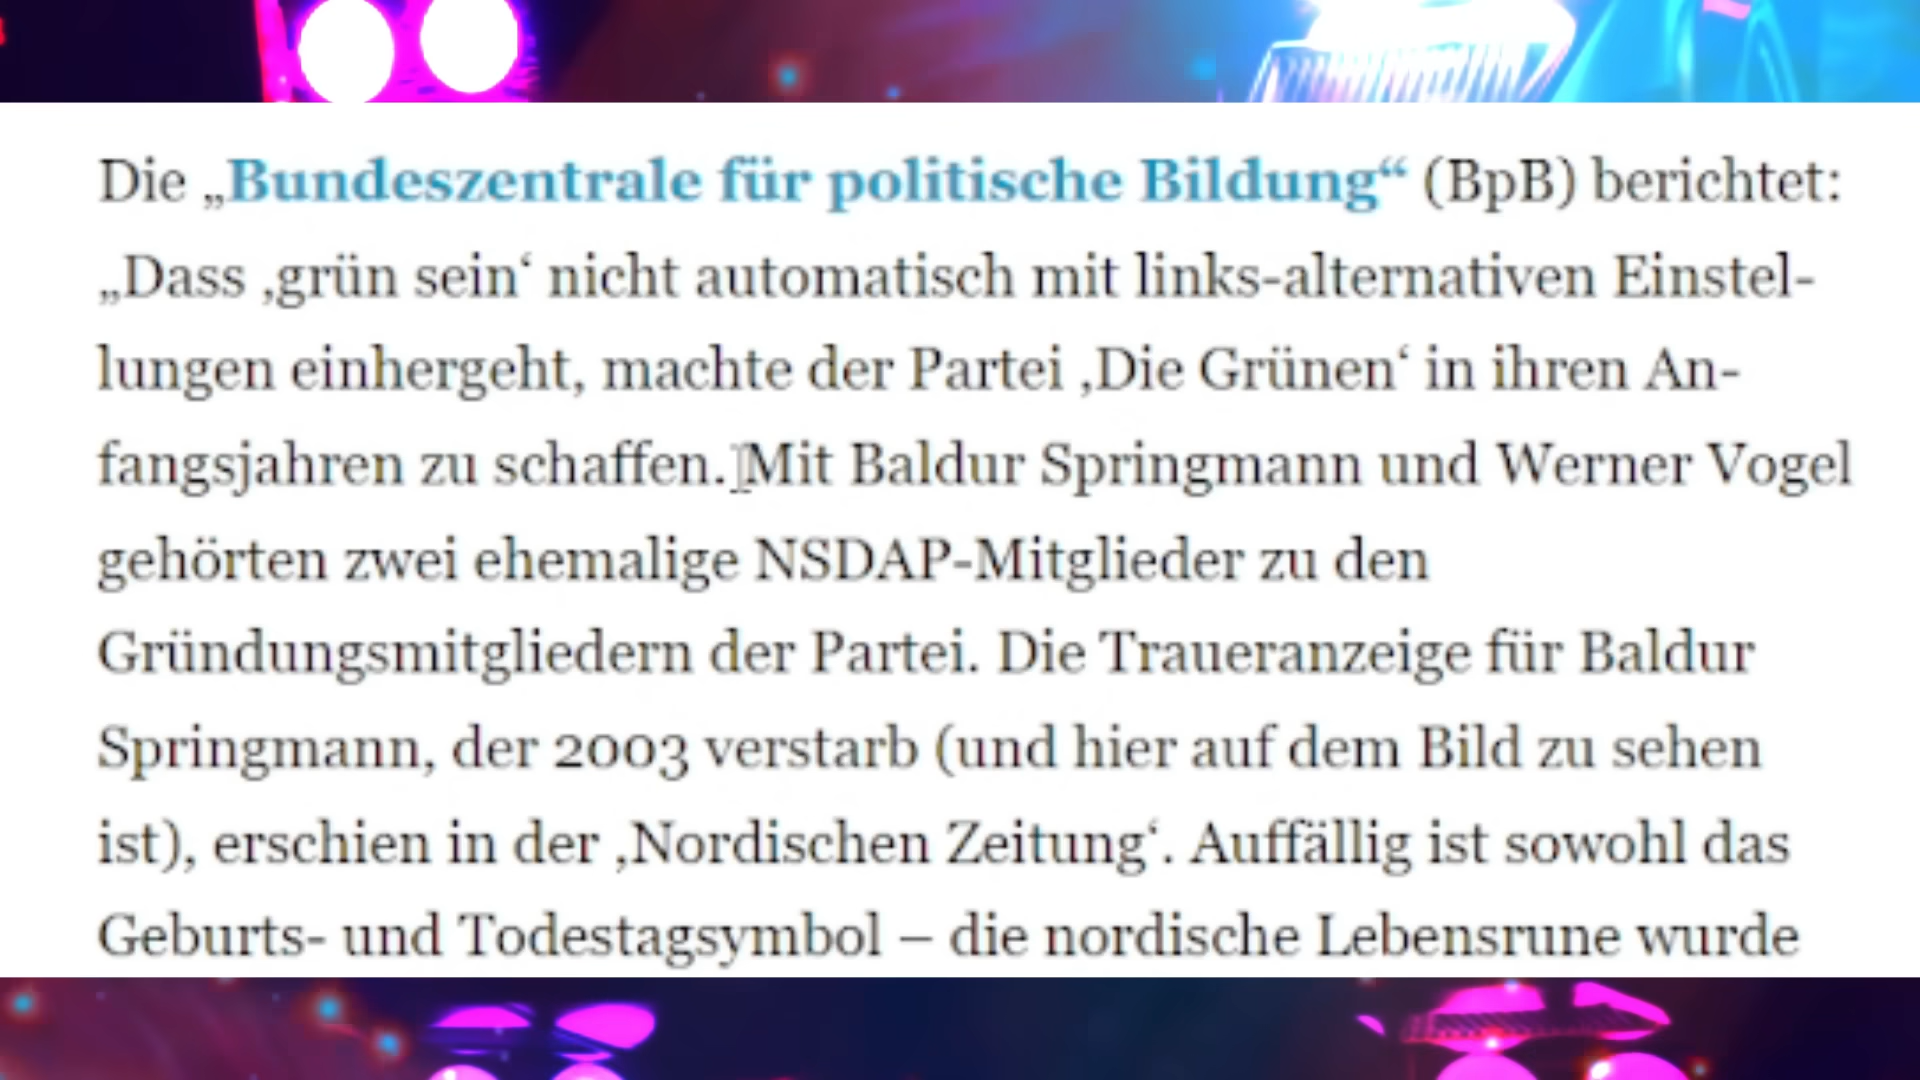 Die „Bundeszentrale für politische Bildung“ (BpB) berichtet:
„Dass ‚grün sein‘ nicht automatisch mit links-alternativen Einstel-
lungen einhergeht, machte der Partei ‚Die Grünen‘ in ihren An-
fangsjahren zu schaffen. Mit Baldur Springmann und Werner Vogel
gehörten zwei ehemalige NSDAP-Mitglieder zu den
Gründungsmitgliedern der Partei. Die Traueranzeige für Baldur
Springmann, der 2003 verstarb (und hier auf dem Bild zu sehen
ist), erschien in der ‚Nordischen Zeitung‘. Auffällig ist sowohl das
Geburts- und Todestagsymbol – die nordische Lebensrune wurde